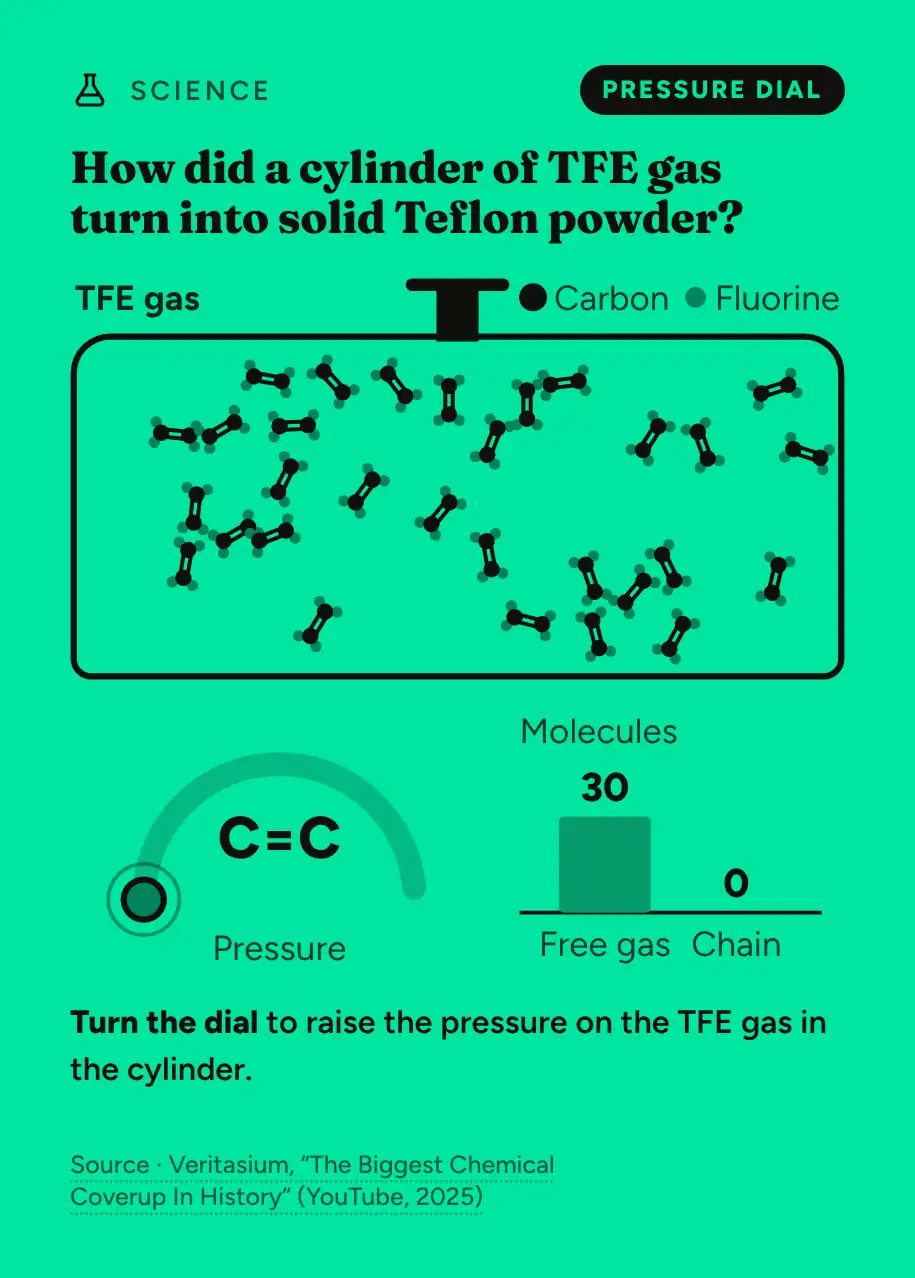 SCIENCE
PRESSURE DIAL
How did a cylinder of TFE gas
turn into solid Teflon powder?
TFE gas
Carbon
Fluorine
C=C
Pressure
Molecules
30
0
Free gas
Chain
Turn the dial to raise the pressure on the TFE gas in
the cylinder.
Source · Veritasium, “The Biggest Chemical
Coverup In History” (YouTube, 2025)